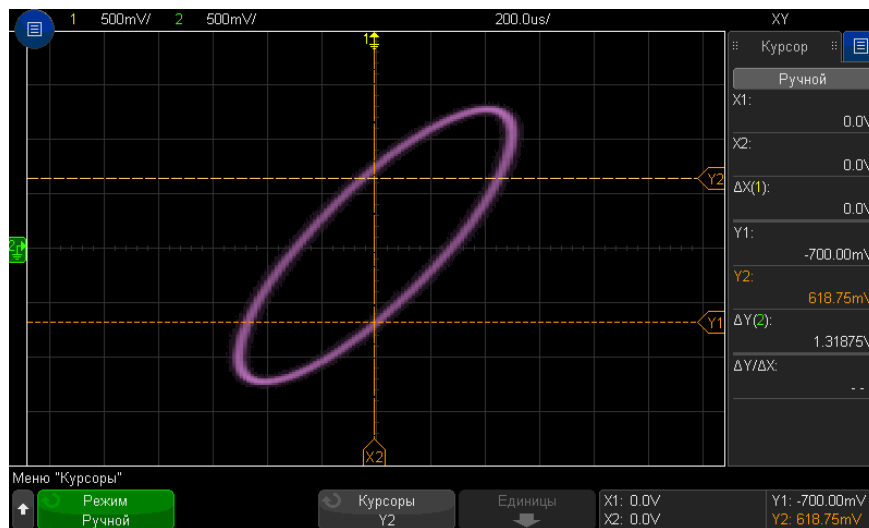 1 500mV/ 2 500mV/ 200.0us/ XY
1
Курсор
Ручной
X1:
0.0V
X2:
0.0V
ΔX(1):
0.0V
Y1:
-700.00mV
Y2:
618.75mV
ΔY(2):
1.31875V
ΔY/ΔX:
--
Y2
2
Y1
X2
Меню "Курсоры"
Режим
Ручной
Курсоры
Y2
Единицы
X1: 0.0V
X2: 0.0V
Y1: -700.00mV
Y2: 618.75mV